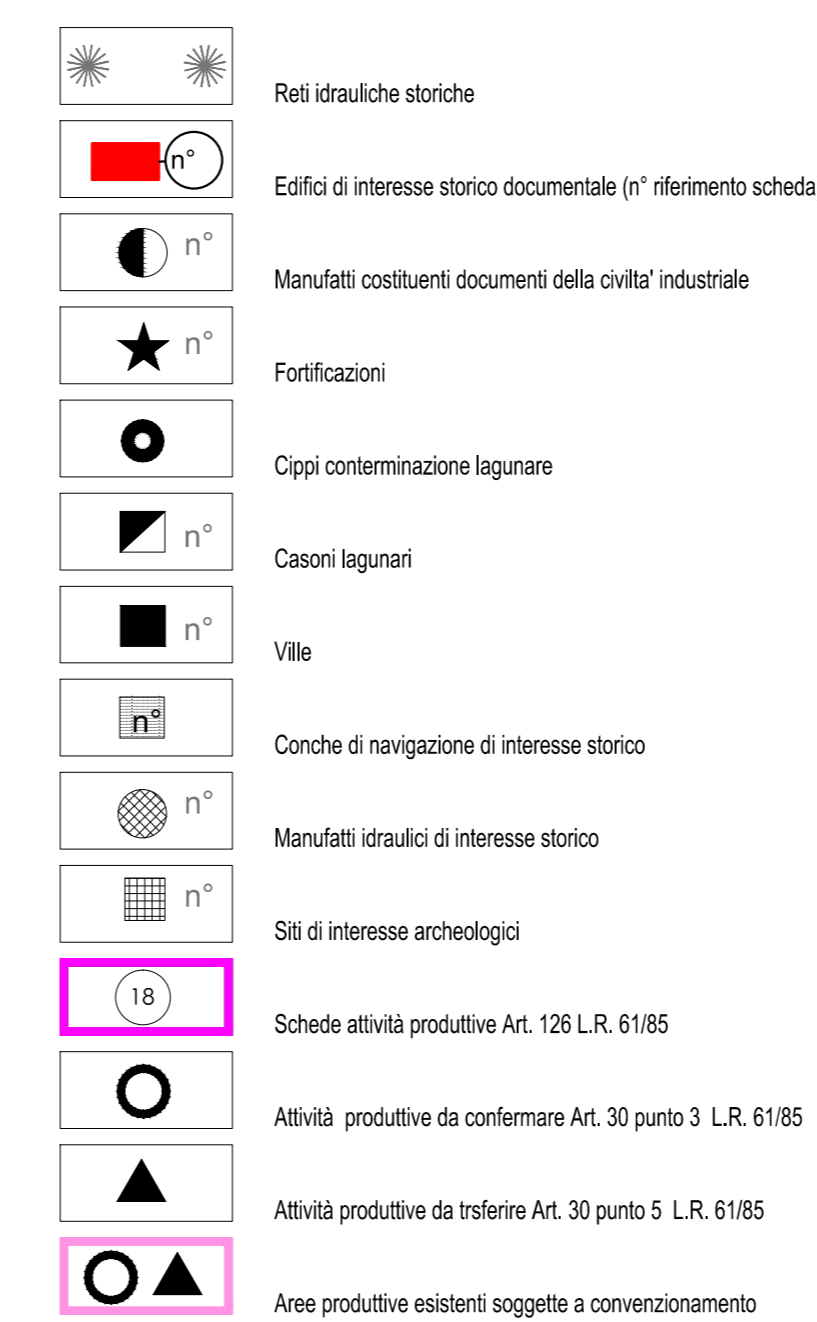 Reti idrauliche storiche
n°
Edifici di interesse storico documentale (n° riferimento scheda
n°
Manufatti costituenti documenti della civilta' industriale
n°
Fortificazioni
Cippi conterminazione lagunare
n°
Casoni lagunari
n°
Ville
n°
Conche di navigazione di interesse storico
n°
Manufatti idraulici di interesse storico
n°
Siti di interesse archeologici
18
Schede attività produttive Art. 126 L.R. 61/85
Attività produttive da confermare Art. 30 punto 3 L.R. 61/85
Attività produttive da trsferire Art. 30 punto 5 L.R. 61/85
Aree produttive esistenti soggette a convenzionamento